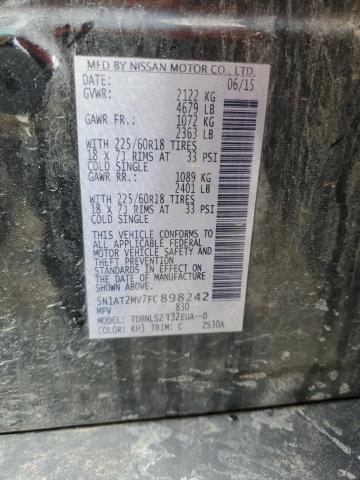 MFD BY NISSAN MOTOR CO., LTD.
DATE: 06/15
GVWR: 2122 KG
4679 LB
GAWR FR.: 1072 KG
2363 LB
WITH 225/60R18 TIRES
18 X 7J RIMS AT 33 PSI
COLD SINGLE
GAWR RR.: 1089 KG
2401 LB
WITH 225/60R18 TIRES
18 X 7J RIMS AT 33 PSI
COLD SINGLE
THIS VEHICLE CONFORMS TO ALL
APPLICABLE U.S. FEDERAL
MOTOR VEHICLE SAFETY AND
THEFT PREVENTION
STANDARDS IN EFFECT ON THE
DATE OF MANUFACTURE
SHOWN ABOVE.
5N1AT2MV7FC898242
MPV 830
MODEL: TDBNLSZ T32EUA--D
COLOR: KH3 TRIM: C 2S30A